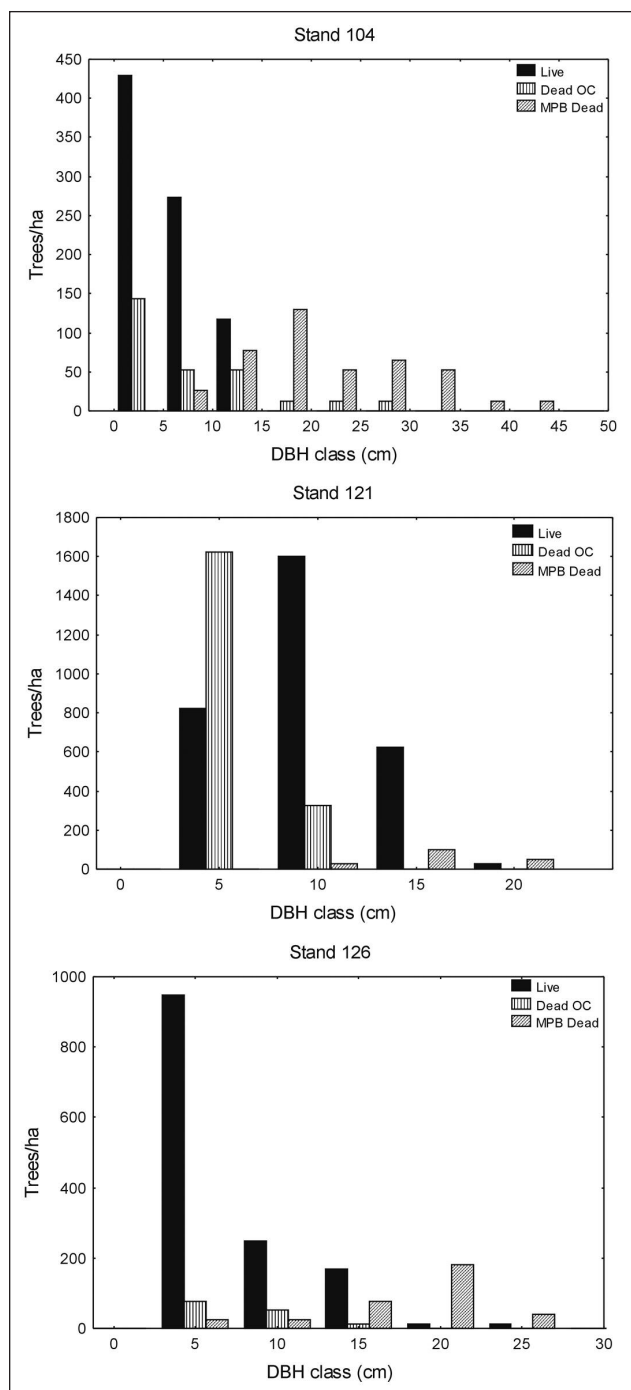 Stand 104
450
400
350
300
250
200
150
100
50
0
Trees/ha
Live
Dead OC
MPB Dead
0 5 10 15 20 25 30 35 40 45 50
DBH class (cm)
Stand 121
1800
1600
1400
1200
1000
800
600
400
200
0
Trees/ha
Live
Dead OC
MPB Dead
0 5 10 15 20
DBH class (cm)
Stand 126
1000
800
600
400
200
0
Trees/ha
Live
Dead OC
MPB Dead
0 5 10 15 20 25 30
DBH class (cm)